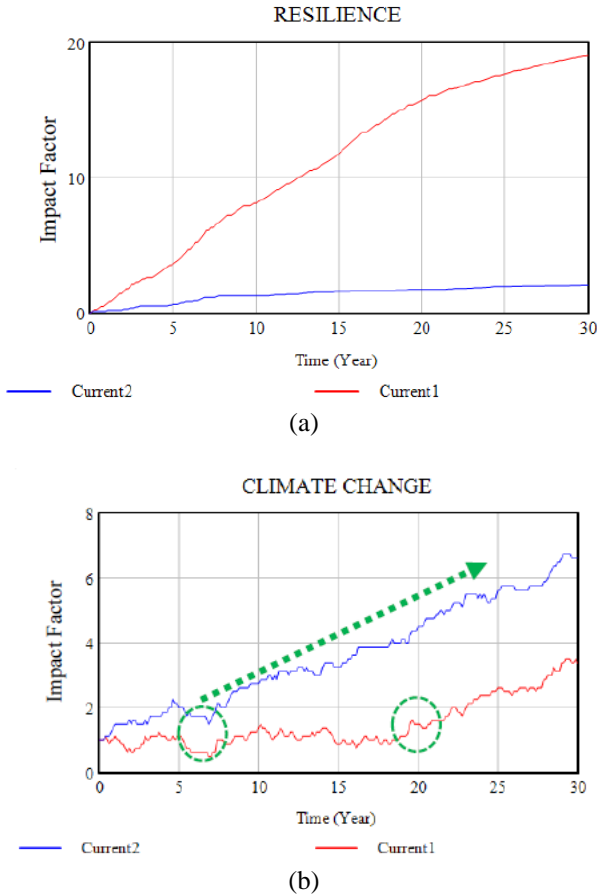 RESILIENCE
20
10
0
Impact Factor
0 5 10 15 20 25 30
Time (Year)
Current2 Current1
(a)
CLIMATE CHANGE
8
6
4
2
0
Impact Factor
0 5 10 15 20 25 30
Time (Year)
Current2 Current1
(b)